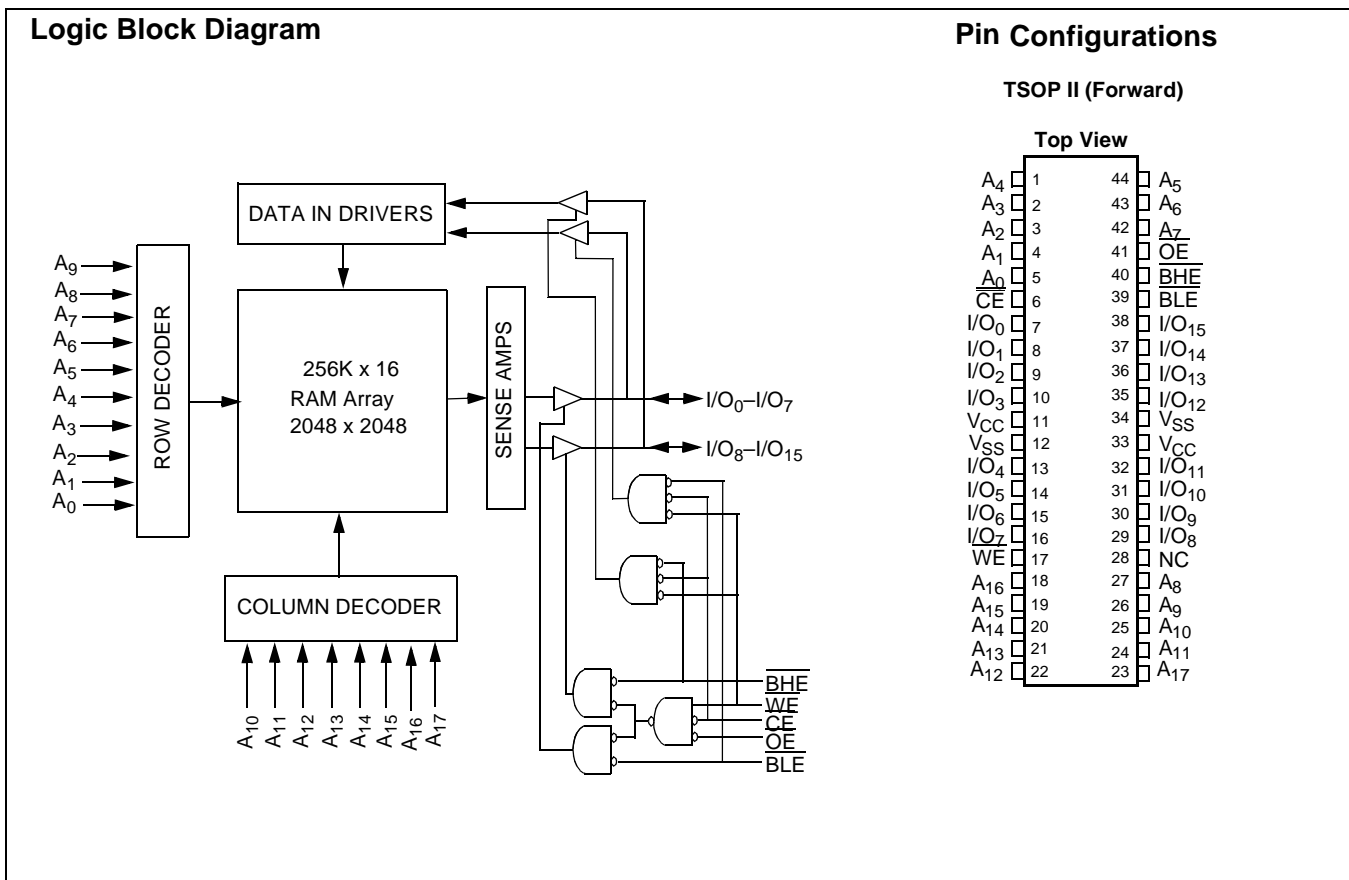 Logic Block Diagram
DATA IN DRIVERS
A9
A8
A7
A6
A5
A4
A3
A2
A1
A0
ROW DECODER
256K x 16
RAM Array
2048 x 2048
SENSE AMPS
I/O0–I/O7
I/O8–I/O15
COLUMN DECODER
A10
A11
A12
A13
A14
A15
A16
A17
BHE
WE
CE
OE
BLE
Pin Configurations
TSOP II (Forward)
Top View
A4 1 44 A5
A3 2 43 A6
A2 3 42 A7
A1 4 41 OE
A0 5 40 BHE
CE 6 39 BLE
I/O0 7 38 I/O15
I/O1 8 37 I/O14
I/O2 9 36 I/O13
I/O3 10 35 I/O12
VCC 11 34 VSS
VSS 12 33 VCC
I/O4 13 32 I/O11
I/O5 14 31 I/O10
I/O6 15 30 I/O9
I/O7 16 29 I/O8
WE 17 28 NC
A16 18 27 A8
A15 19 26 A9
A14 20 25 A10
A13 21 24 A11
A12 22 23 A17